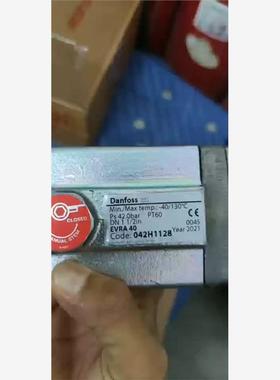 Danfoss
Min./Max temp.: -40/130°C
Ps 42.0bar PT60 CE
DN 1 1/2in 0045
EVRA 40 Year 2021
Code: 042H1128
CLOSED
MANUAL STEM